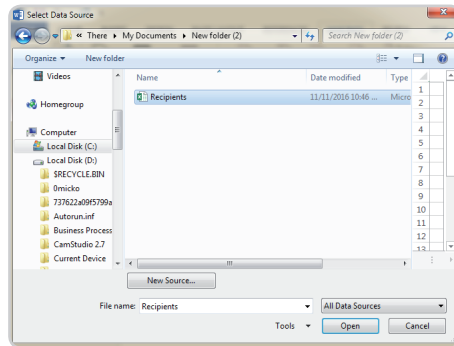 Select Data Source
« There ▸ My Documents ▸ New folder (2)
Search New folder (2)
Organize
New folder
Videos
Homegroup
Computer
Local Disk (C:)
Local Disk (D:)
$RECYCLE.BIN
0micko
737622a09f5799a
Autorun.inf
Business Process
CamStudio 2.7
Current Device
Name
Date modified
Type
Recipients
11/11/2016 10:46 ...
Micro
1
2
3
4
5
6
7
8
9
10
11
12
13
New Source...
File name: Recipients
All Data Sources
Tools
Open
Cancel